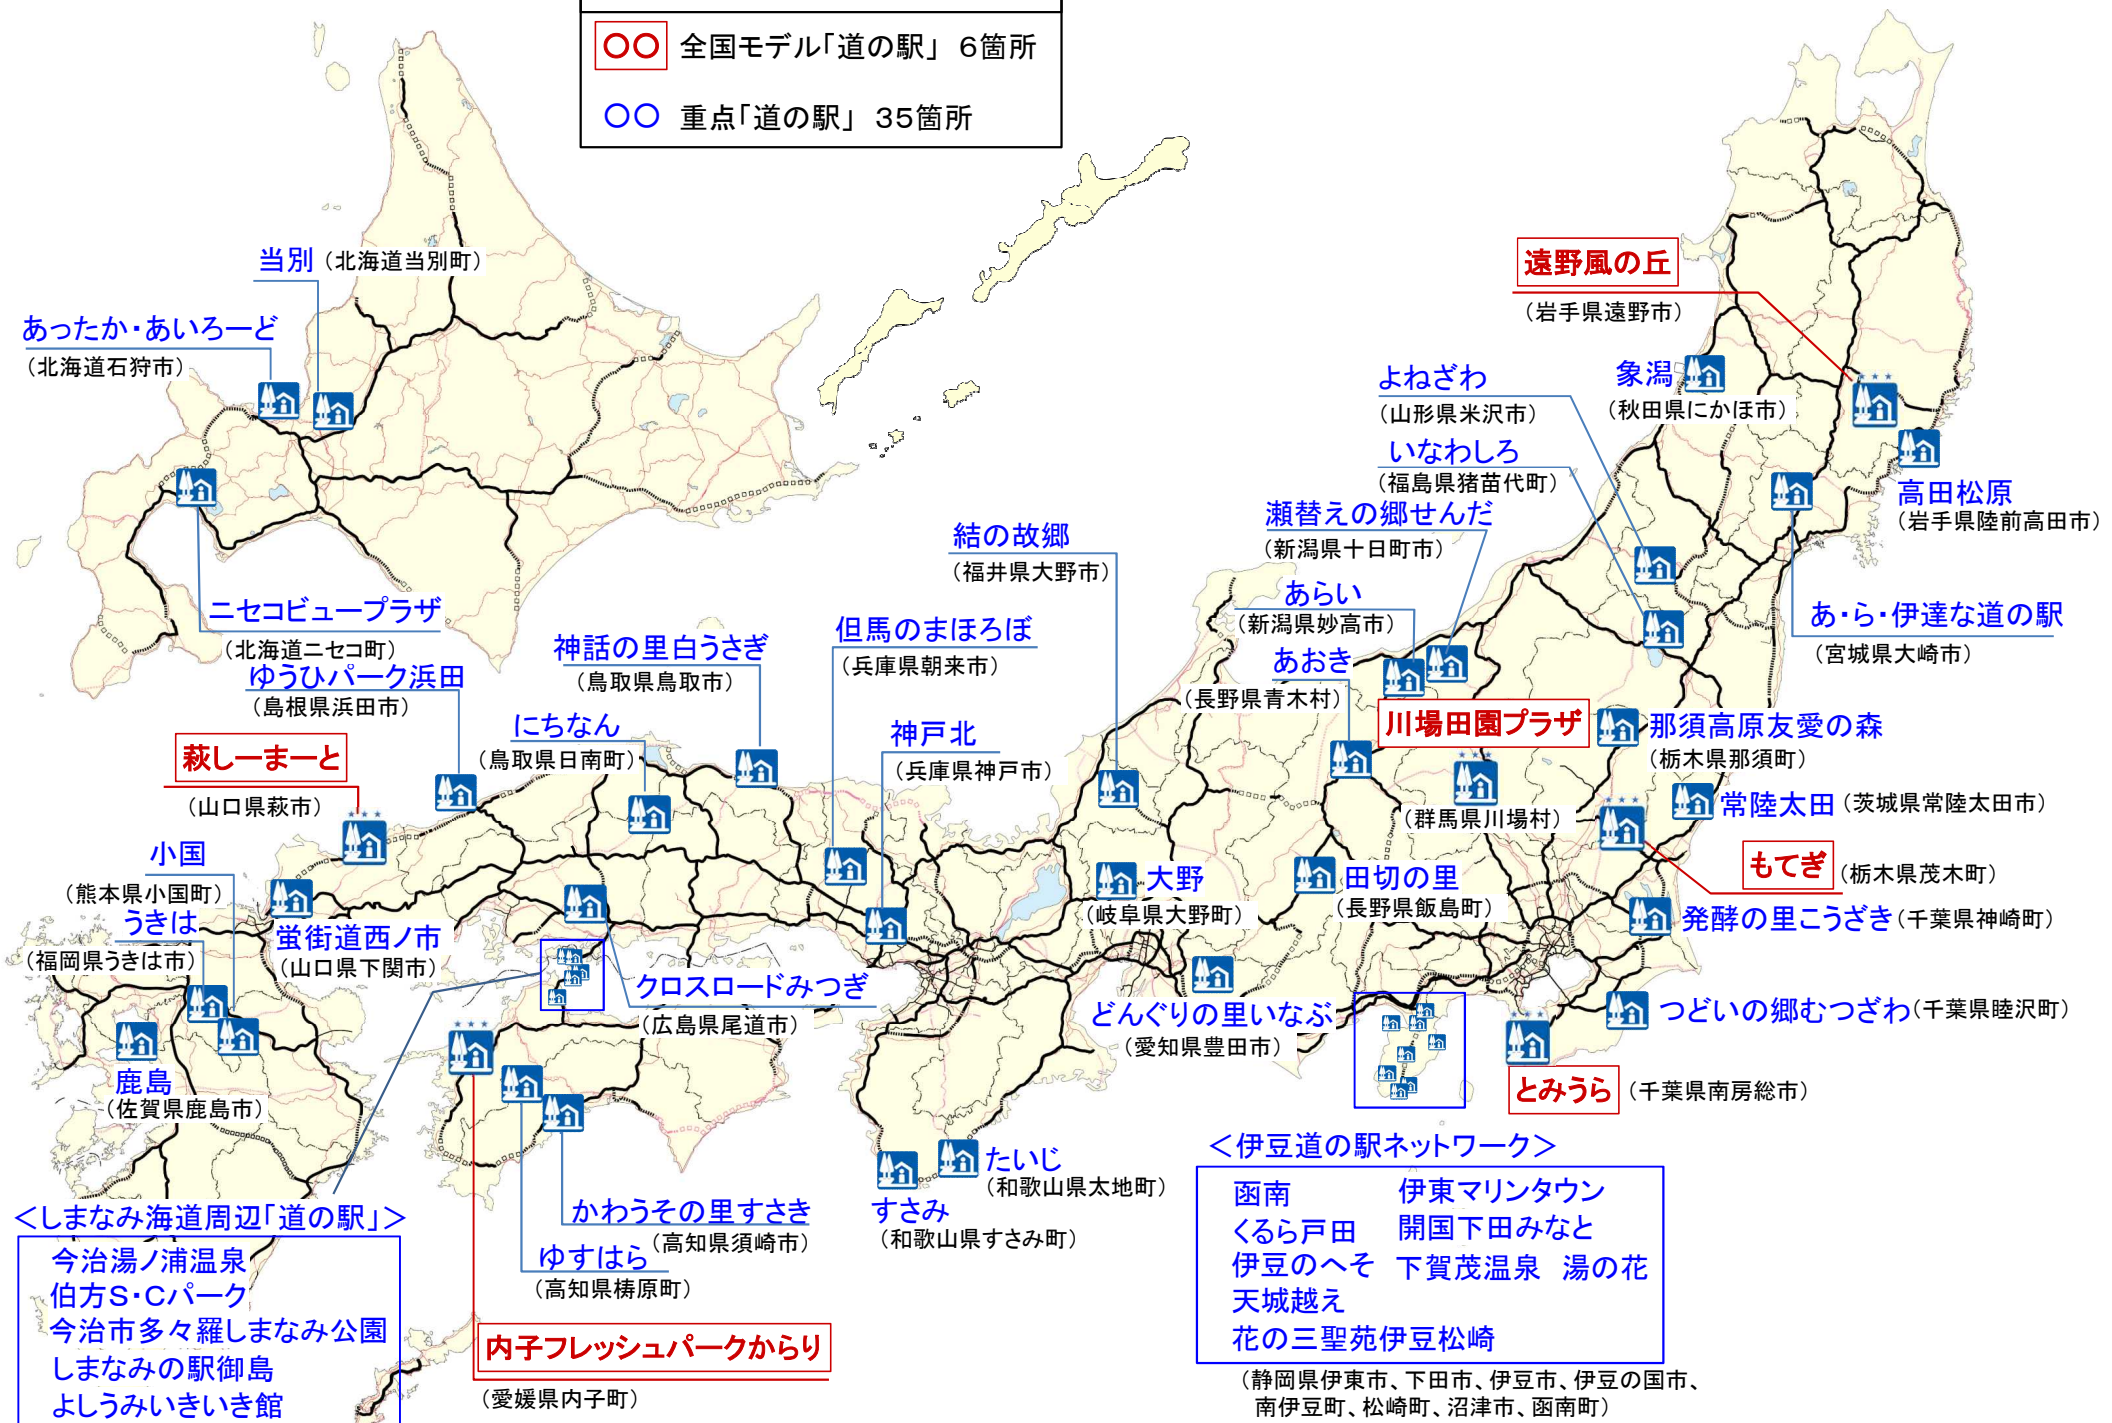 ○○ 全国モデル「道の駅」 6箇所
○○ 重点「道の駅」 35箇所
当別 (北海道当別町)
あったか・あいろーど
(北海道石狩市)
ニセコビュープラザ
(北海道ニセコ町)
遠野風の丘
(岩手県遠野市)
象潟
(秋田県にかほ市)
よねざわ
(山形県米沢市)
いなわしろ
(福島県猪苗代町)
高田松原
(岩手県陸前高田市)
瀬替えの郷せんだ
(新潟県十日町市)
結の故郷
(福井県大野市)
あらい
(新潟県妙高市)
あ・ら・伊達な道の駅
(宮城県大崎市)
あおき
(長野県青木村)
川場田園プラザ
(群馬県川場村)
那須高原友愛の森
(栃木県那須町)
常陸太田 (茨城県常陸太田市)
もてぎ (栃木県茂木町)
発酵の里こうざき (千葉県神崎町)
つどいの郷むつざわ (千葉県睦沢町)
とみうら (千葉県南房総市)
但馬のまほろば
(兵庫県朝来市)
神話の里白うさぎ
(鳥取県鳥取市)
ゆうひパーク浜田
(島根県浜田市)
にちなん
(鳥取県日南町)
神戸北
(兵庫県神戸市)
萩しーまーと
(山口県萩市)
小国
(熊本県小国町)
うきは
(福岡県うきは市)
蛍街道西ノ市
(山口県下関市)
鹿島
(佐賀県鹿島市)
クロスロードみつぎ
(広島県尾道市)
大野
(岐阜県大野町)
田切の里
(長野県飯島町)
どんぐりの里いなぶ
(愛知県豊田市)
たいじ
(和歌山県太地町)
すさみ
(和歌山県すさみ町)
かわうその里すさき
(高知県須崎市)
ゆすはら
(高知県梼原町)
内子フレッシュパークからり
(愛媛県内子町)
<しまなみ海道周辺「道の駅」>
今治湯ノ浦温泉
伯方S・Cパーク
今治市多々羅しまなみ公園
しまなみの駅御島
よしうみいきいき館
<伊豆道の駅ネットワーク>
函南 伊東マリンタウン
くるら戸田 開国下田みなと
伊豆のへそ 下賀茂温泉 湯の花
天城越え
花の三聖苑伊豆松崎
(静岡県伊東市、下田市、伊豆市、伊豆の国市、
南伊豆町、松崎町、沼津市、函南町)